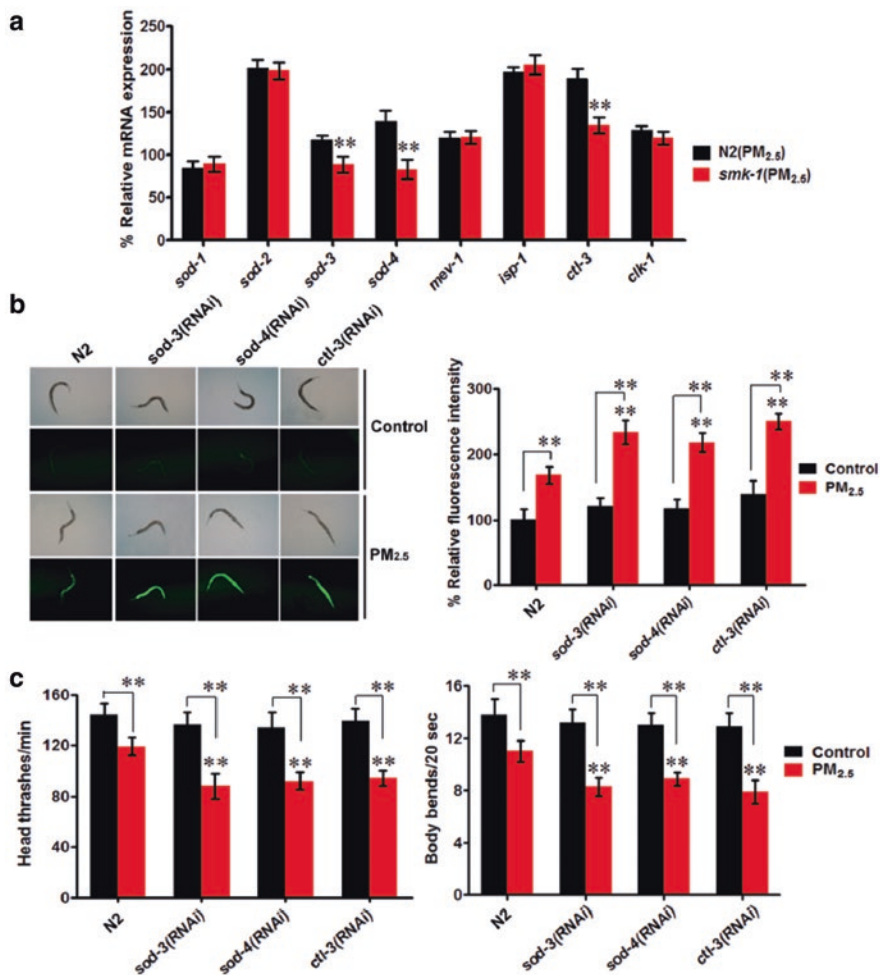 a
% Relative mRNA expression
250
200
150
100
50
0
**
**
**
sod-1
sod-2
sod-3
sod-4
mev-1
isp-1
ctl-3
clk-1
N2(PM2.5)
smk-1(PM2.5)
b
N2
sod-3(RNAi)
sod-4(RNAi)
ctl-3(RNAi)
Control
PM2.5
% Relative fluorescence intensity
300
200
100
0
**
**
**
**
**
**
**
N2
sod-3(RNAi)
sod-4(RNAi)
ctl-3(RNAi)
Control
PM2.5
c
Head thrashes/min
160
120
80
40
0
**
**
**
**
**
**
**
N2
sod-3(RNAi)
sod-4(RNAi)
ctl-3(RNAi)
Body bends/20 sec
16
12
8
4
0
**
**
**
**
**
**
**
N2
sod-3(RNAi)
sod-4(RNAi)
ctl-3(RNAi)
Control
PM2.5